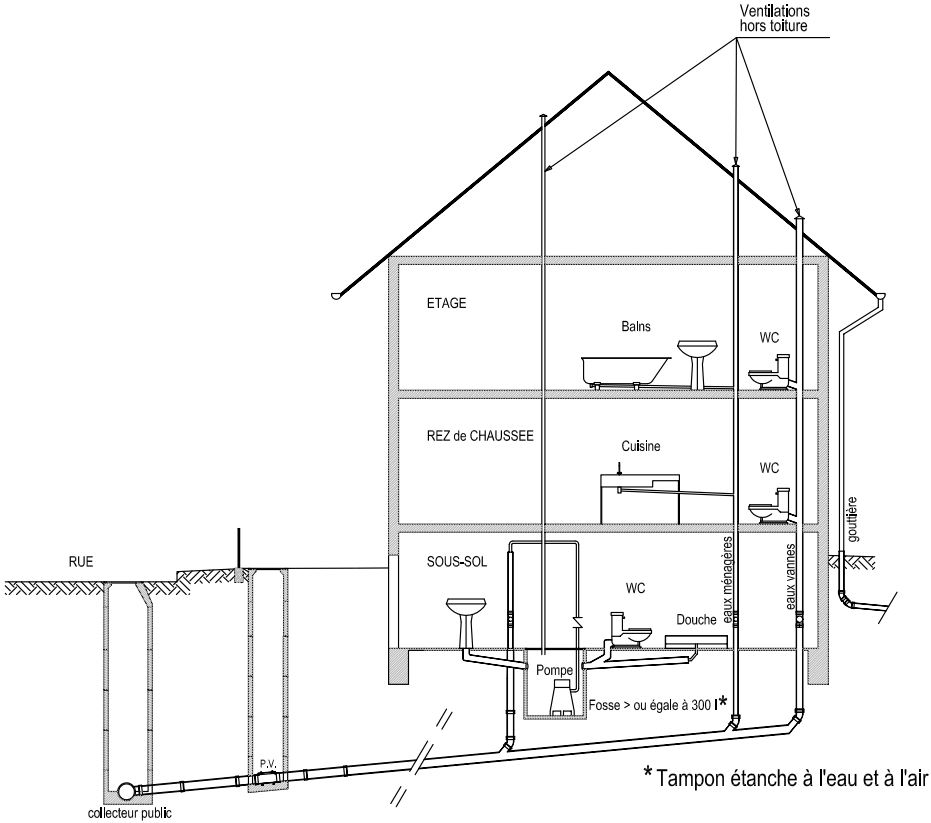 Ventilations
hors toiture
ETAGE
Bains
WC
REZ de CHAUSSEE
Cuisine
WC
gouttière
RUE
SOUS-SOL
WC
Douche
eaux ménagères
eaux vannes
Pompe
Fosse > ou égale à 300 l*
P.V.
* Tampon étanche à l'eau et à l'air
collecteur public